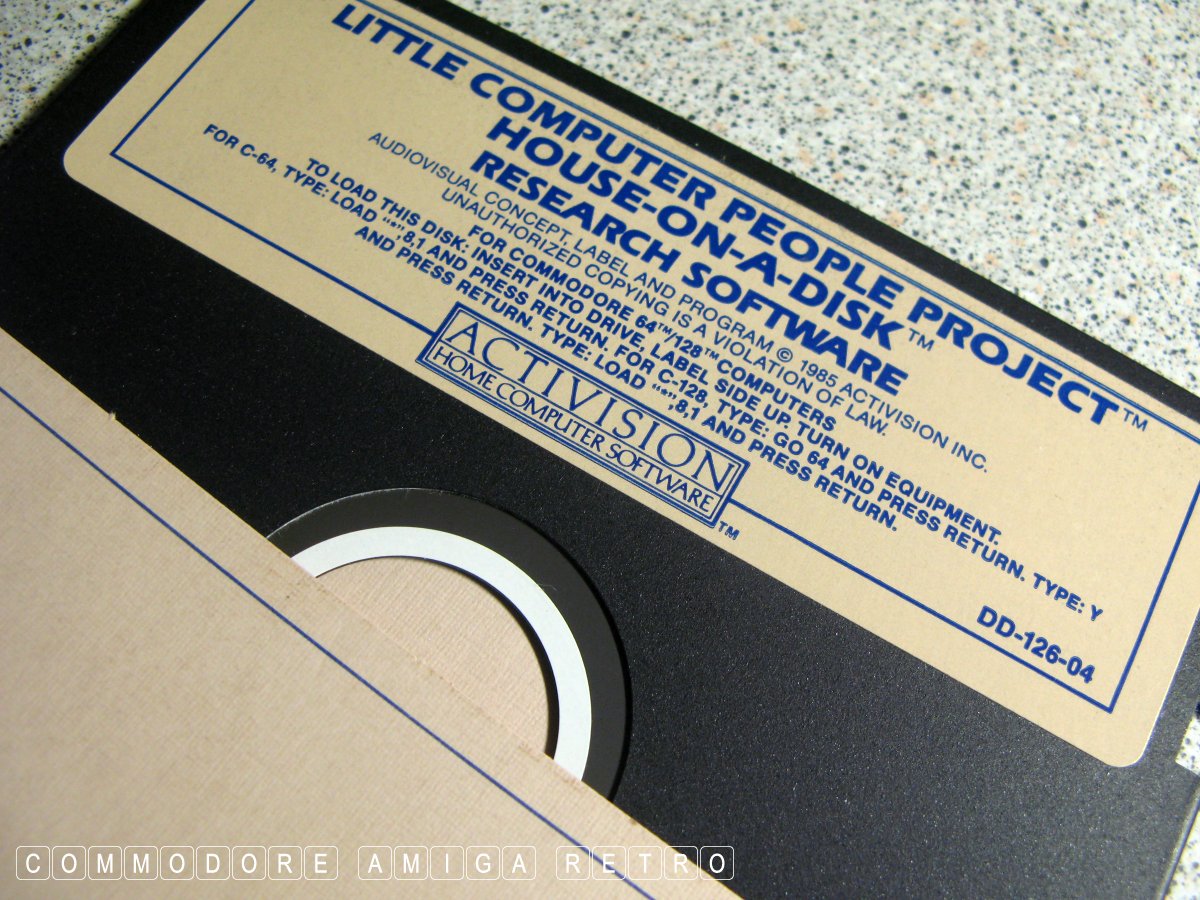 LITTLE COMPUTER PEOPLE PROJECT™
HOUSE-ON-A-DISK™
RESEARCH SOFTWARE
AUDIOVISUAL CONCEPT, LABEL AND PROGRAM © 1985 ACTIVISION INC.
UNAUTHORIZED COPYING IS A VIOLATION OF LAW.
FOR COMMODORE 64™/128™ COMPUTERS
TO LOAD THIS DISK: INSERT INTO DRIVE, LABEL SIDE UP. TURN ON EQUIPMENT.
FOR C-64, TYPE: LOAD "*",8,1 AND PRESS RETURN. FOR C-128, TYPE: GO 64 AND PRESS RETURN. TYPE: Y
AND PRESS RETURN. TYPE: LOAD "*",8,1 AND PRESS RETURN.
ACTIVISION
HOME COMPUTER SOFTWARE™
DD-126-04
COMMODORE AMIGA RETRO